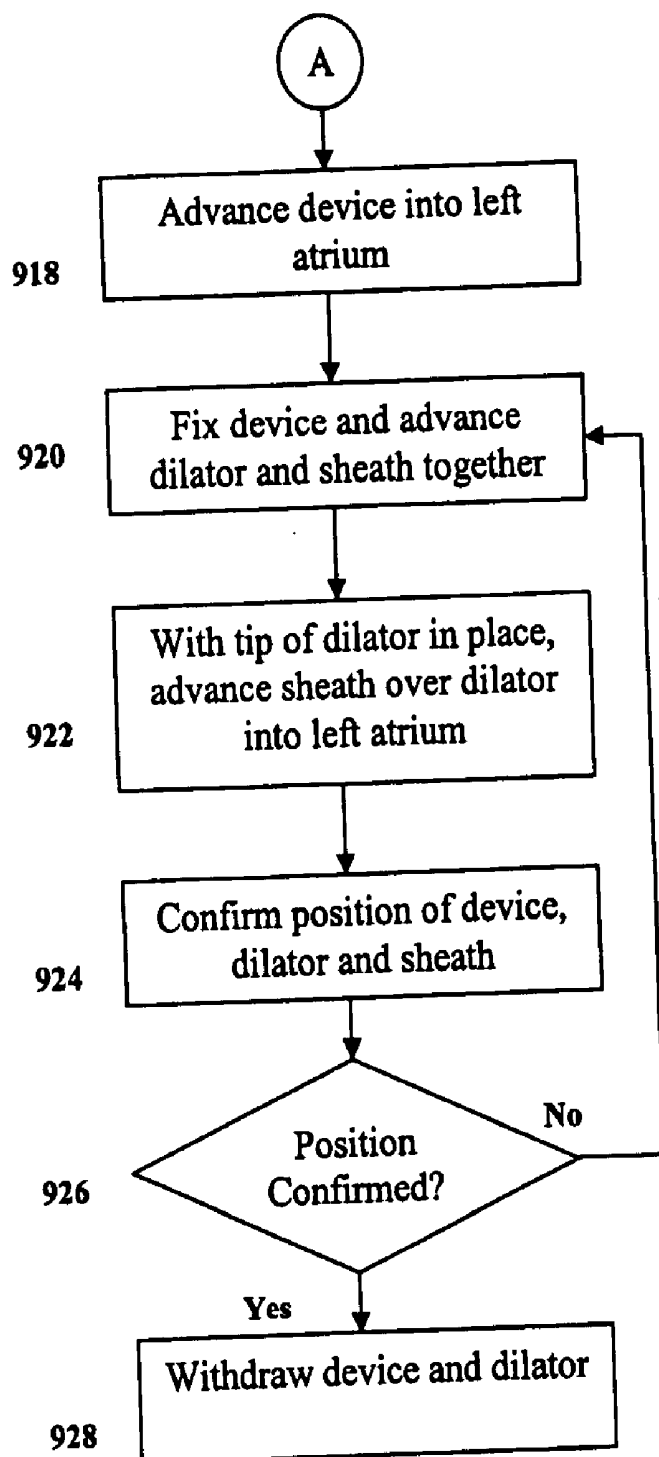 A
Advance device into left
atrium
918
Fix device and advance
dilator and sheath together
920
With tip of dilator in place,
advance sheath over dilator
into left atrium
922
Confirm position of device,
dilator and sheath
924
No
Position
Confirmed?
926
Yes
Withdraw device and dilator
928